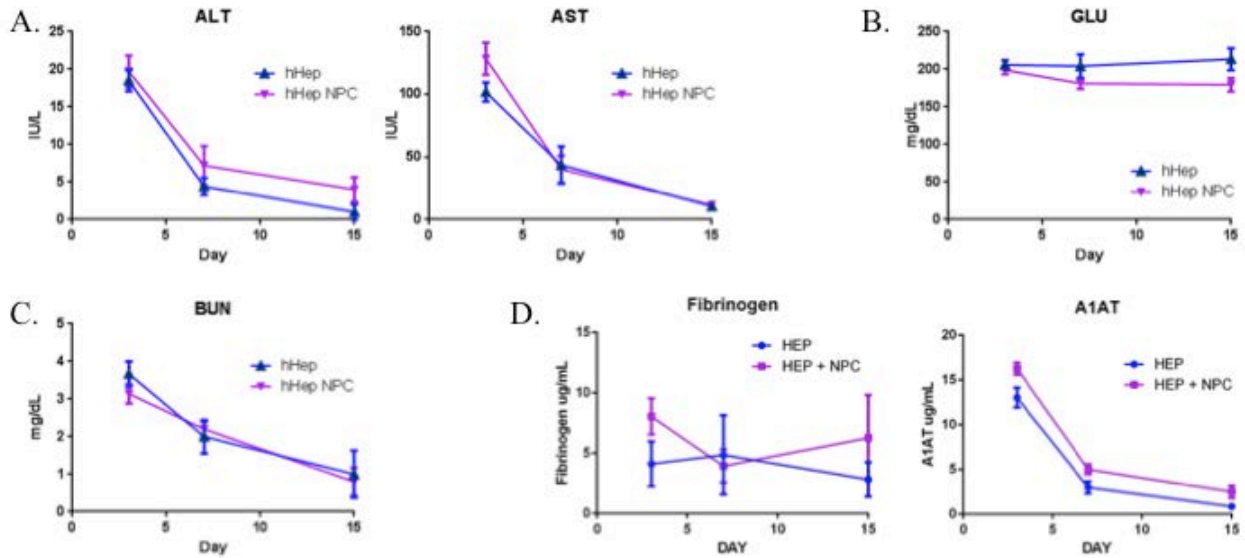 A.
ALT
IU/L
25
20
15
10
5
0
0 5 10 15
Day
hHep
hHep NPC
AST
IU/L
150
100
50
0
0 5 10 15
Day
hHep
hHep NPC
B.
GLU
mg/dL
250
200
150
100
50
0
0 5 10 15
Day
hHep
hHep NPC
C.
BUN
mg/dL
5
4
3
2
1
0
0 5 10 15
Day
hHep
hHep NPC
D.
Fibrinogen
Fibrinogen ug/mL
15
10
5
0
0 5 10 15
DAY
HEP
HEP + NPC
A1AT
A1AT ug/mL
20
15
10
5
0
0 5 10 15
DAY
HEP
HEP + NPC